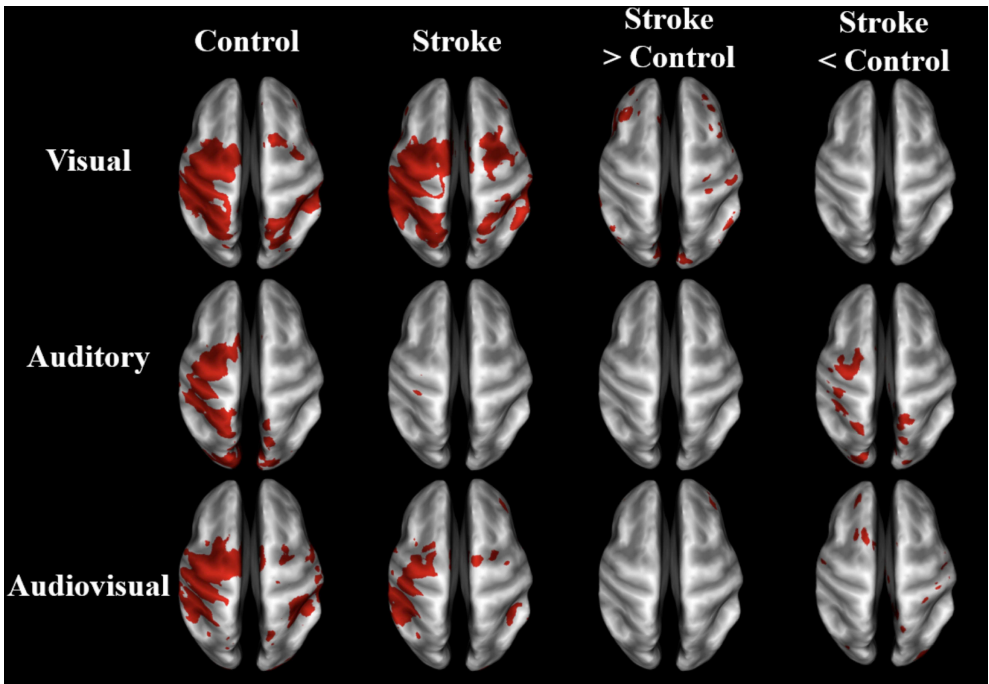 Control
Stroke
Stroke
> Control
Stroke
< Control
Visual
Auditory
Audiovisual